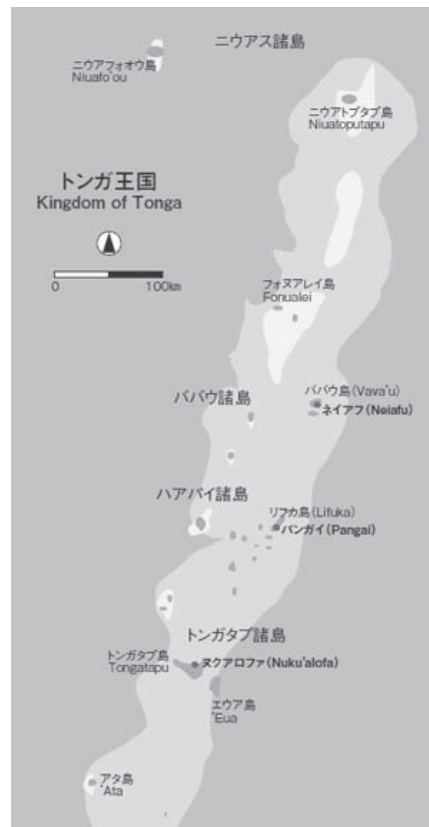 ニウアス諸島
ニウアフォオウ島
Niuafo'ou
ニウアトプタプ島
Niuatoputapu
トンガ王国
Kingdom of Tonga
0 100km
フォヌアレイ島
Fonualei
ババウ諸島
ババウ島(Vava'u)
ネイアフ(Neiafu)
ハアパイ諸島
リフカ島(Lifuka)
パンガイ(Pangai)
トンガタプ諸島
トンガタプ島
Tongatapu
ヌクアロファ(Nuku'alofa)
エウア島
'Eua
アタ島
'Ata